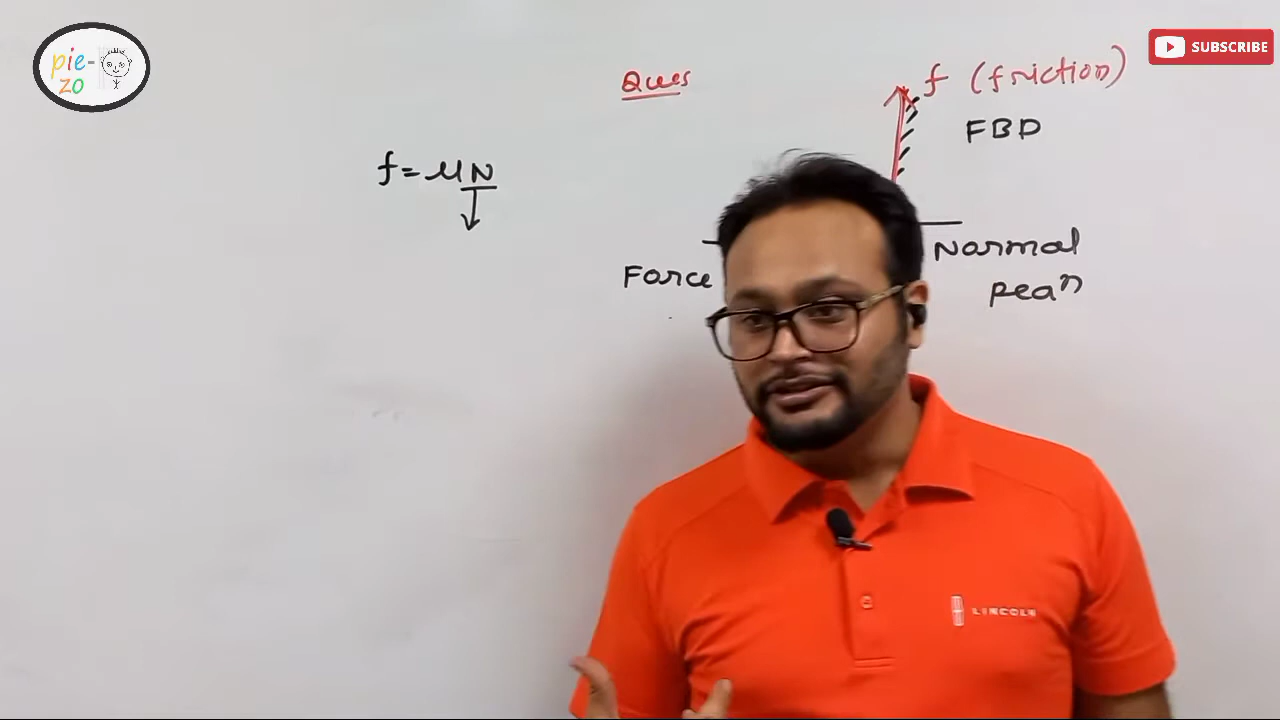 pie-
zo
SUBSCRIBE
Ques
f (friction)
FBD
f = μN
Force
Normal
reaⁿ
LINCOLN